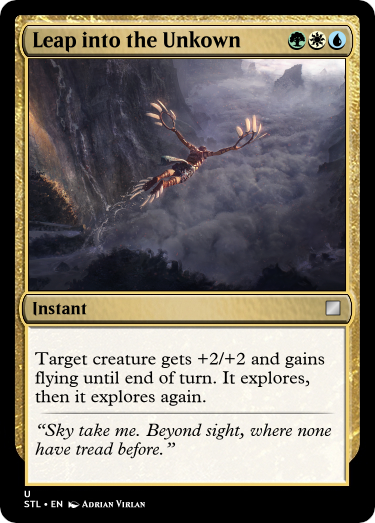 Leap into the Unkown
Instant
Target creature gets +2/+2 and gains
flying until end of turn. It explores,
then it explores again.
“Sky take me. Beyond sight, where none
have tread before.”
U
STL • EN Adrian Virlan